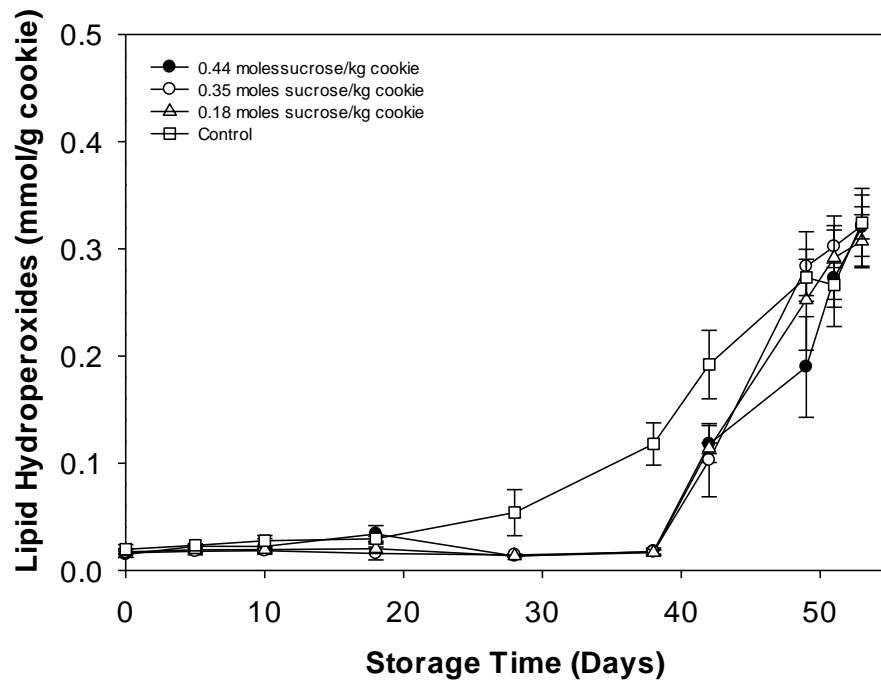 0.5
0.4
0.3
0.2
0.1
0.0
0.44 molessucrose/kg cookie
0.35 moles sucrose/kg cookie
0.18 moles sucrose/kg cookie
Control
Lipid Hydroperoxides (mmol/g cookie)
0 10 20 30 40 50
Storage Time (Days)